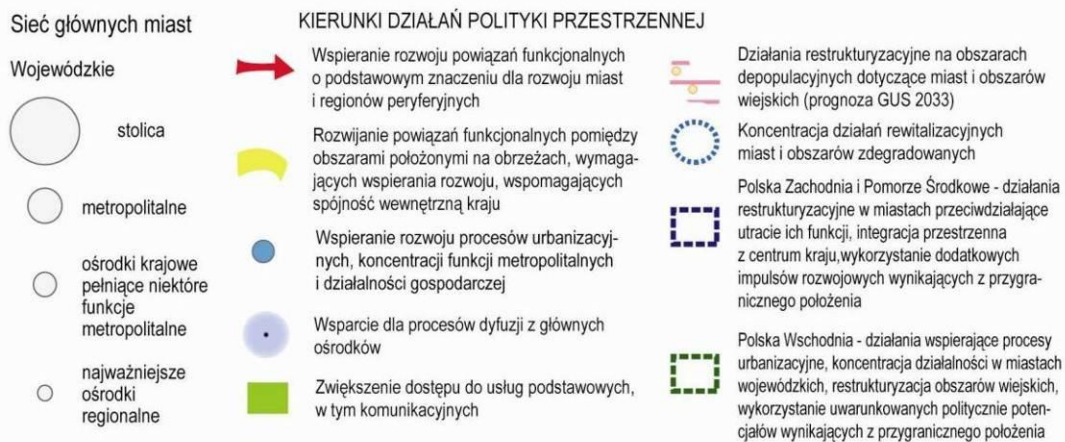 Sieć głównych miast
Wojewódzkie
stolica
metropolitalne
ośrodki krajowe
pełniące niektóre
funkcje
metropolitalne
najważniejsze
ośrodki
regionalne
KIERUNKI DZIAŁAŃ POLITYKI PRZESTRZENNEJ
Wspieranie rozwoju powiązań funkcjonalnych
o podstawowym znaczeniu dla rozwoju miast
i regionów peryferyjnych
Rozwijanie powiązań funkcjonalnych pomiędzy
obszarami położonymi na obrzeżach, wymaga-
jących wspierania rozwoju, wspomagających
spójność wewnętrzną kraju
Wspieranie rozwoju procesów urbanizacyj-
nych, koncentracji funkcji metropolitalnych
i działalności gospodarczej
Wsparcie dla procesów dyfuzji z głównych
ośrodków
Zwiększenie dostępu do usług podstawowych,
w tym komunikacyjnych
Działania restrukturyzacyjne na obszarach
depopulacyjnych dotyczące miast i obszarów
wiejskich (prognoza GUS 2033)
Koncentracja działań rewitalizacyjnych
miast i obszarów zdegradowanych
Polska Zachodnia i Pomorze Środkowe - działania
restrukturyzacyjne w miastach przeciwdziałające
utracie ich funkcji, integracja przestrzenna
z centrum kraju,wykorzystanie dodatkowych
impulsów rozwojowych wynikających z przygra-
nicznego położenia
Polska Wschodnia - działania wspierające procesy
urbanizacyjne, koncentracja działalności w miastach
wojewódzkich, restrukturyzacja obszarów wiejskich,
wykorzystanie uwarunkowanych politycznie poten-
cjałów wynikających z przygranicznego położenia